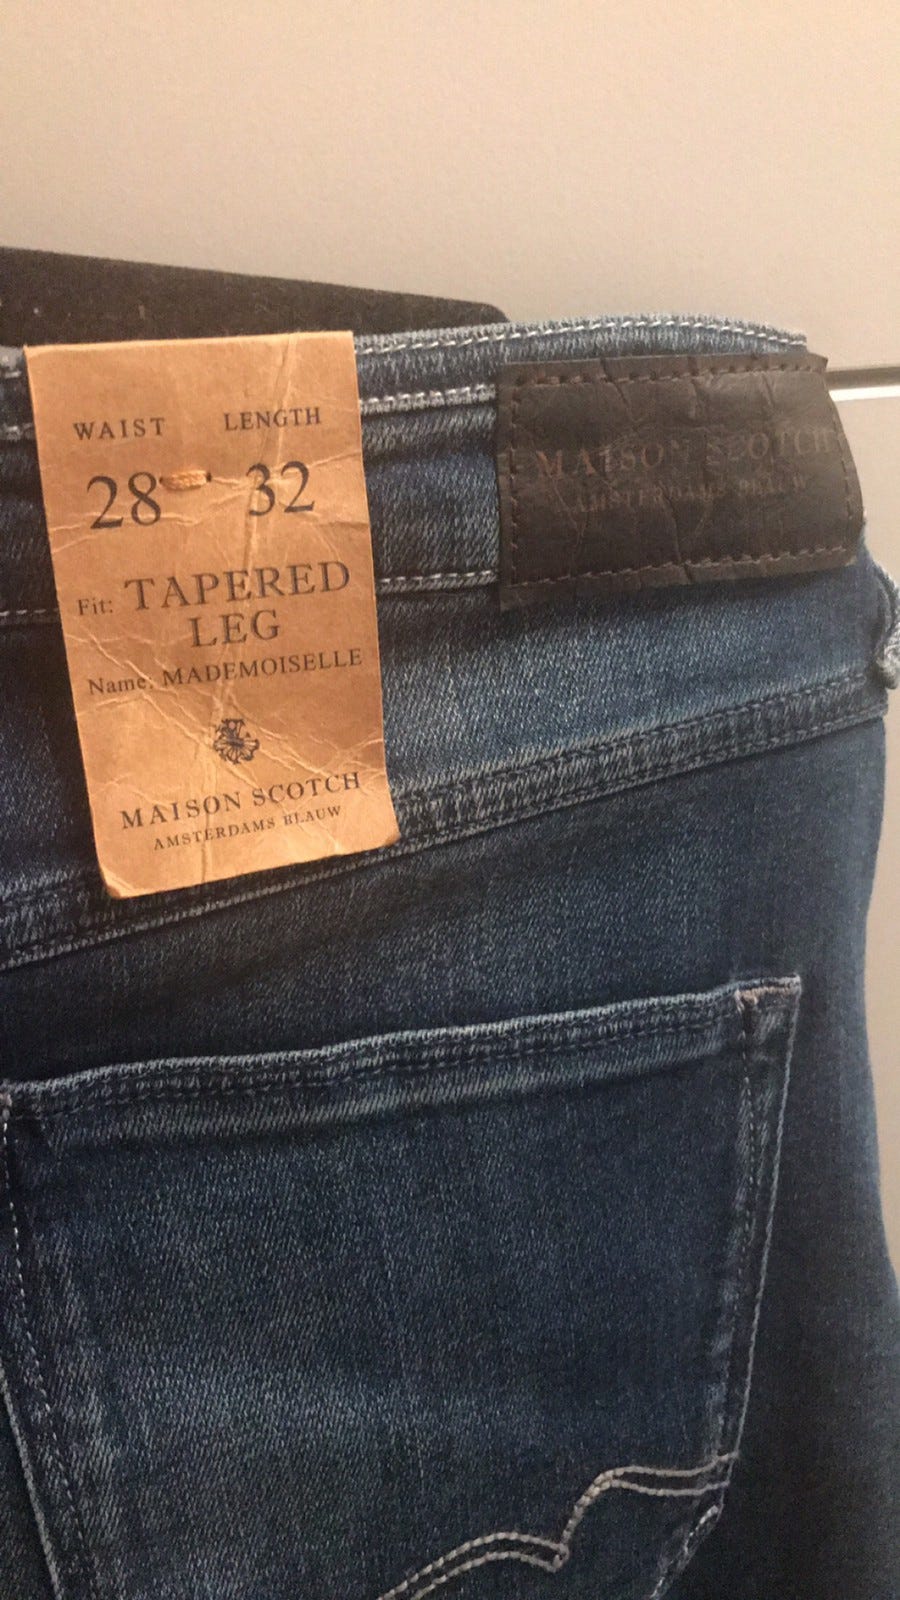 WAIST LENGTH
28 32
Fit: TAPERED
LEG
Name: MADEMOISELLE
MAISON SCOTCH
AMSTERDAMS BLAUW
MAISON SCOTCH
AMSTERDAMS BLAUW